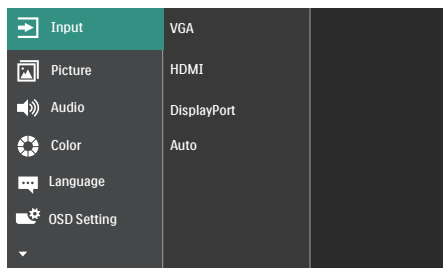 Input
Picture
Audio
Color
Language
OSD Setting
VGA
HDMI
DisplayPort
Auto